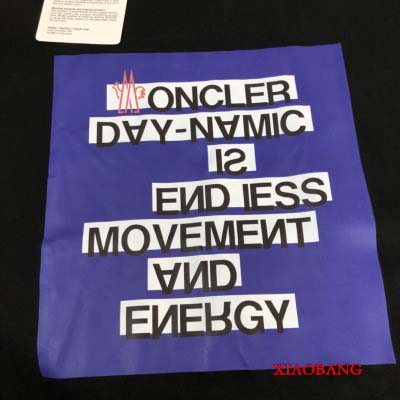 MONCLER
DAY-NAMIC
IS
ENDLESS
MOVEMENT
AND
ENERGY
XIAOBANG